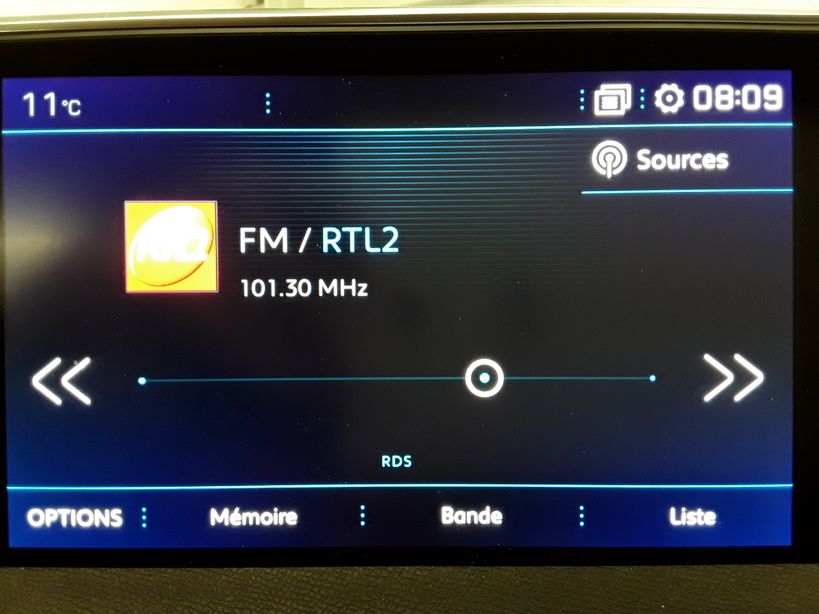 11°C
08:09
Sources
RTL2
FM / RTL2
101.30 MHz
RDS
OPTIONS
Mémoire
Bande
Liste